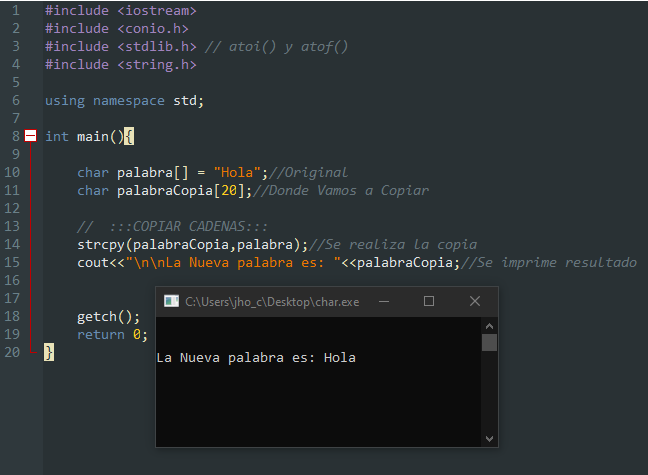 1 #include <iostream>
2 #include <conio.h>
3 #include <stdlib.h> // atoi() y atof()
4 #include <string.h>
5
6 using namespace std;
7
8 int main(){
9
10 char palabra[] = "Hola";//Original
11 char palabraCopia[20];//Donde Vamos a Copiar
12
13 // :::COPIAR CADENAS:::
14 strcpy(palabraCopia,palabra);//Se realiza la copia
15 cout<<"\n\nLa Nueva palabra es: "<<palabraCopia;//Se imprime resultado
16
17
18 getch();
19 return 0;
20 }
C:\Users\jho_c\Desktop\char.exe
La Nueva palabra es: Hola